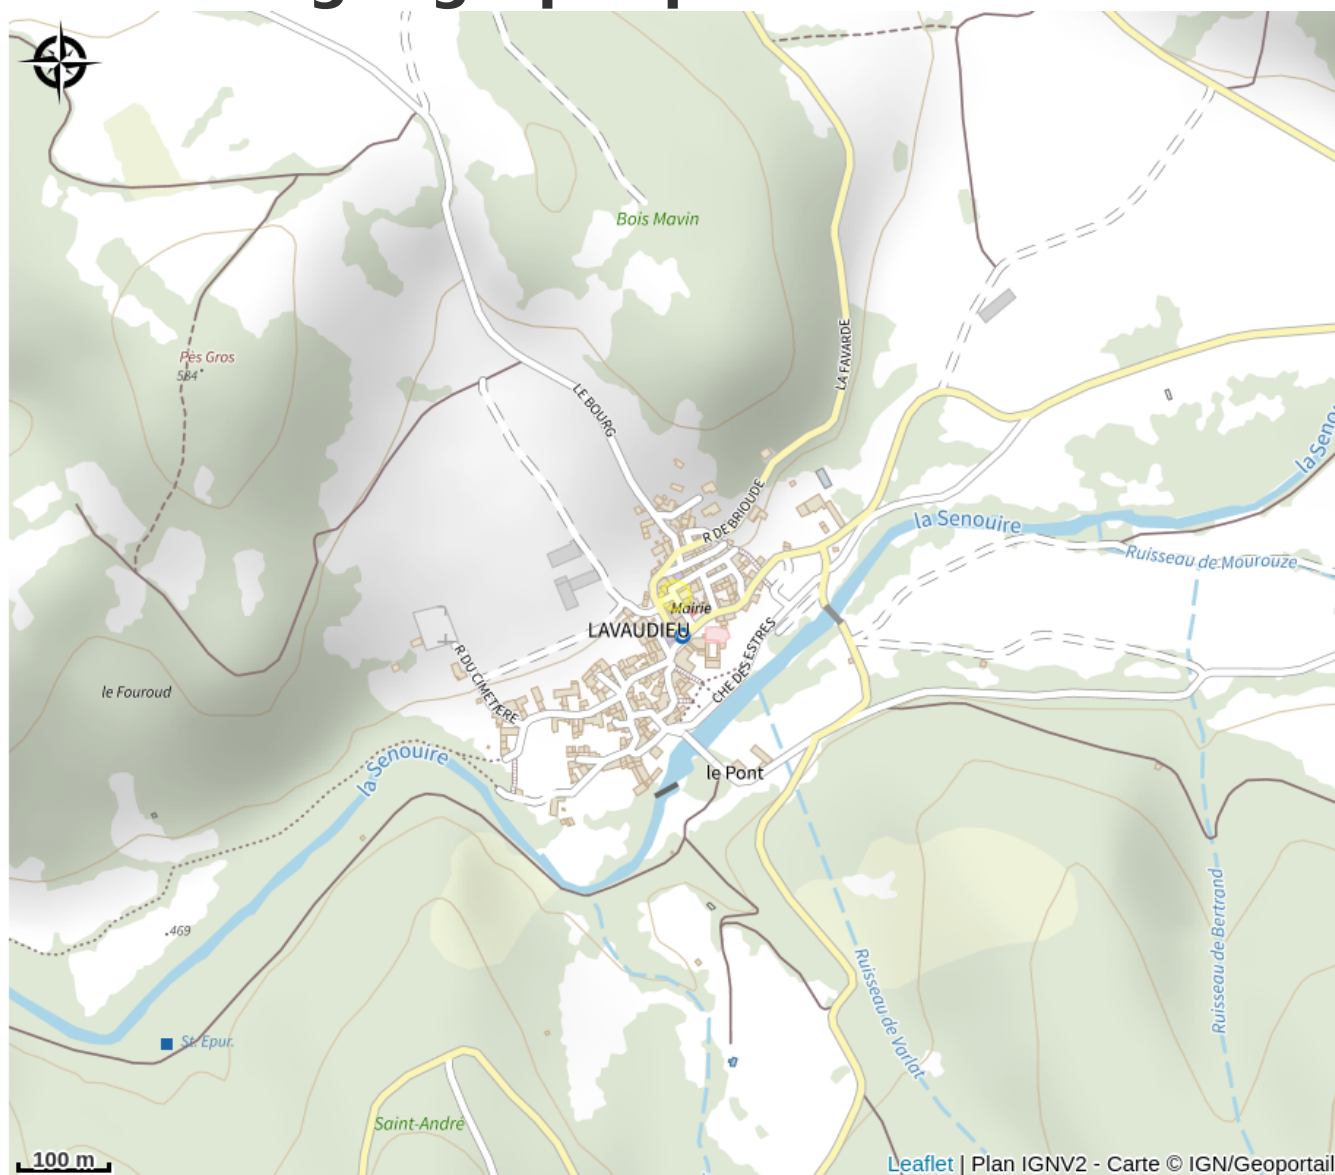 Bois Mavin
Pès Gros
584
LA FAVARDE
LE BOURG
R DE BRIOUDE
la Senouire
la Seno
Ruisseau de Mourouze
Mairie
LAVAUDIEU
CHE DES ESTRES
R DU CIMETIÈRE
le Fouroud
la Senouire
le Pont
469
Ruisseau de Bertrand
Ruisseau de Varlat
St. Epur.
Saint-André
100 m
Leaflet | Plan IGNV2 - Carte © IGN/Geoportail